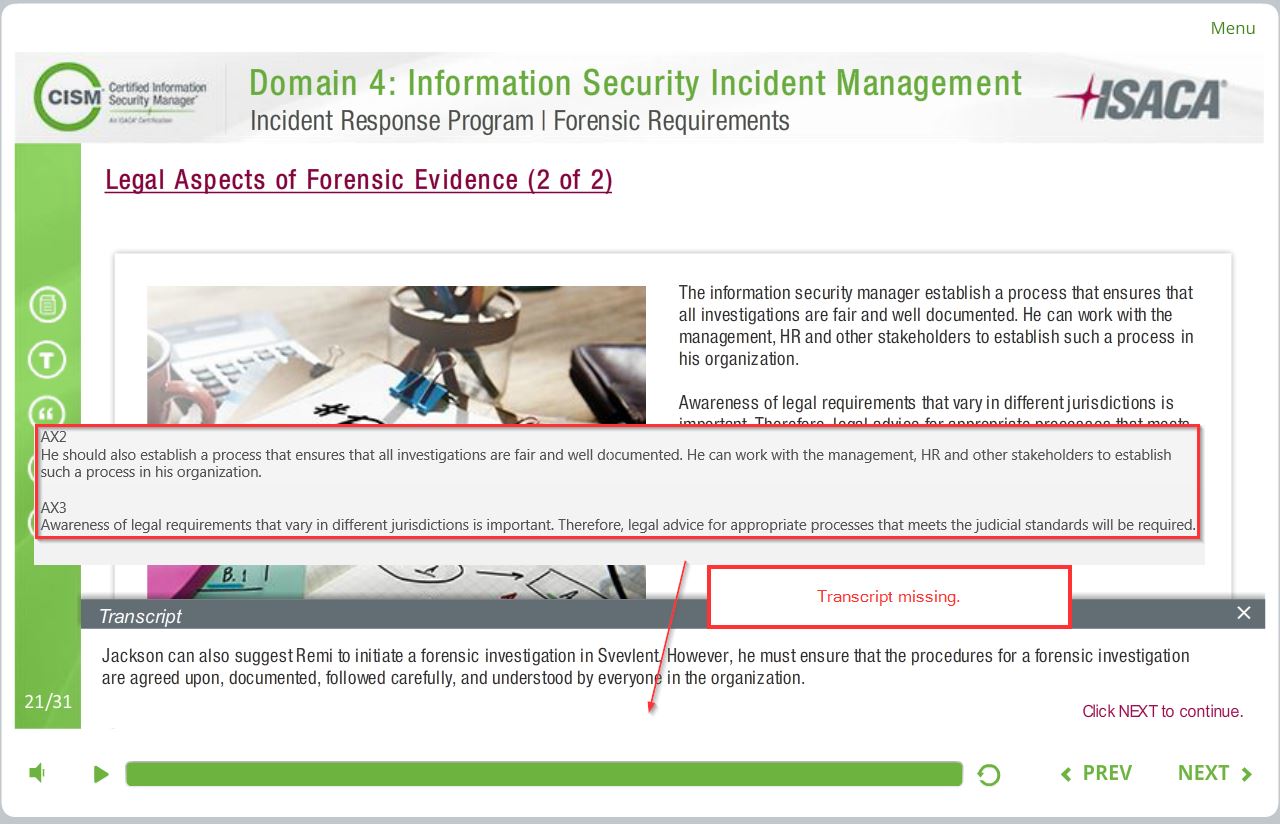 Menu
CISM
Certified Information
Security Manager®
An ISACA® Certification
Domain 4: Information Security Incident Management
Incident Response Program | Forensic Requirements
ISACA®
Legal Aspects of Forensic Evidence (2 of 2)
The information security manager establish a process that ensures that
all investigations are fair and well documented. He can work with the
management, HR and other stakeholders to establish such a process in
his organization.
Awareness of legal requirements that vary in different jurisdictions is
important. Therefore, legal advice for appropriate processes that meets
T
AX2
He should also establish a process that ensures that all investigations are fair and well documented. He can work with the management, HR and other stakeholders to establish
such a process in his organization.
AX3
Awareness of legal requirements that vary in different jurisdictions is important. Therefore, legal advice for appropriate processes that meets the judicial standards will be required.
B.1
Transcript missing.
Transcript
Jackson can also suggest Remi to initiate a forensic investigation in Svevlent. However, he must ensure that the procedures for a forensic investigation
are agreed upon, documented, followed carefully, and understood by everyone in the organization.
21/31
Click NEXT to continue.
PREV
NEXT